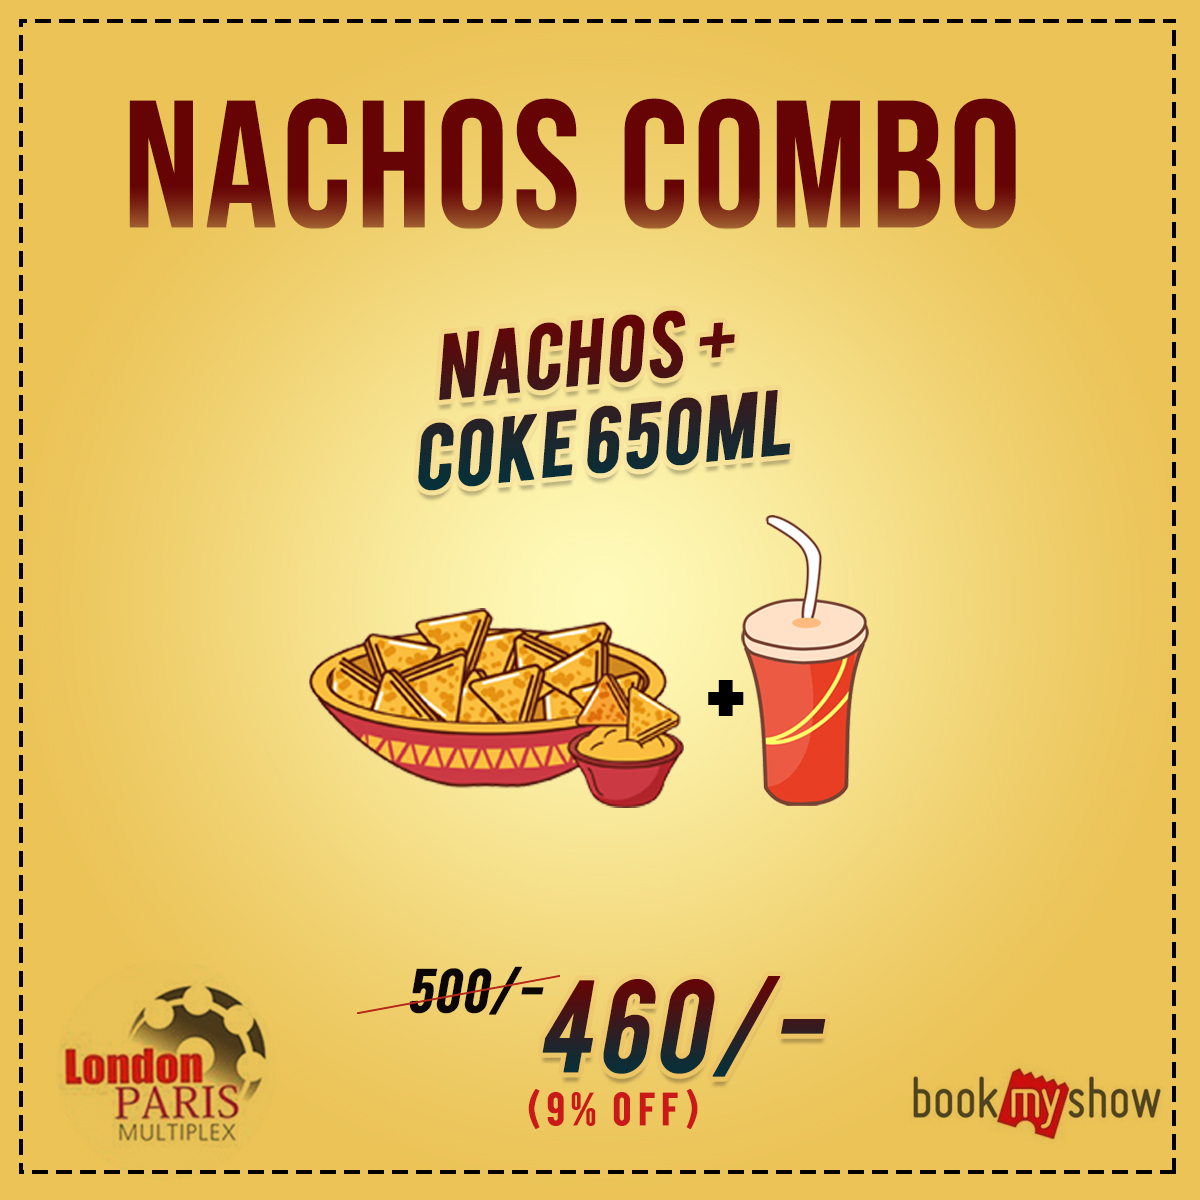 NACHOS COMBO
NACHOS +
COKE 650ML
+
500/-
460/-
(9% OFF)
London
PARIS
MULTIPLEX
bookmyshow